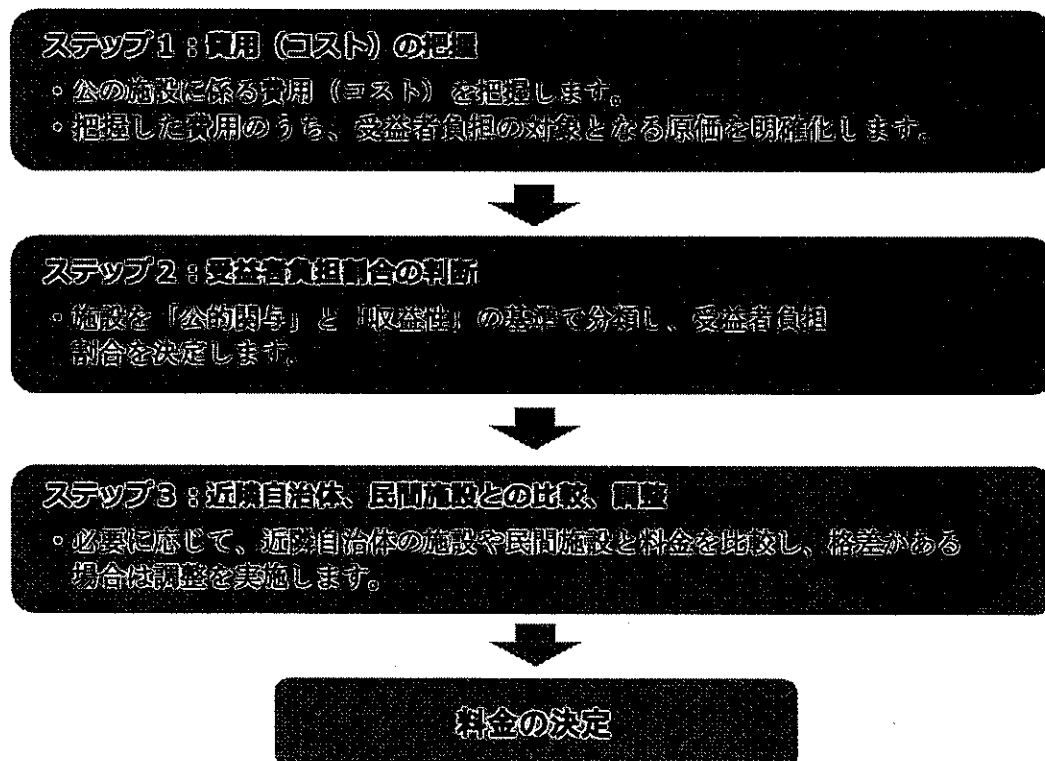 ステップ1:費用(コスト)の把握
◦公の施設に係る費用(コスト)を把握します。
◦把握した費用のうち、受益者負担の対象となる原価を明確化します。
ステップ2:受益者負担割合の判断
◦施設を「公的関与」と「収益性」の基準で分類し、受益者負担
割合を決定します。
ステップ3:近隣自治体、民間施設との比較、調整
◦必要に応じて、近隣自治体の施設や民間施設と料金を比較し、格差がある
場合は調整を実施します。
料金の決定